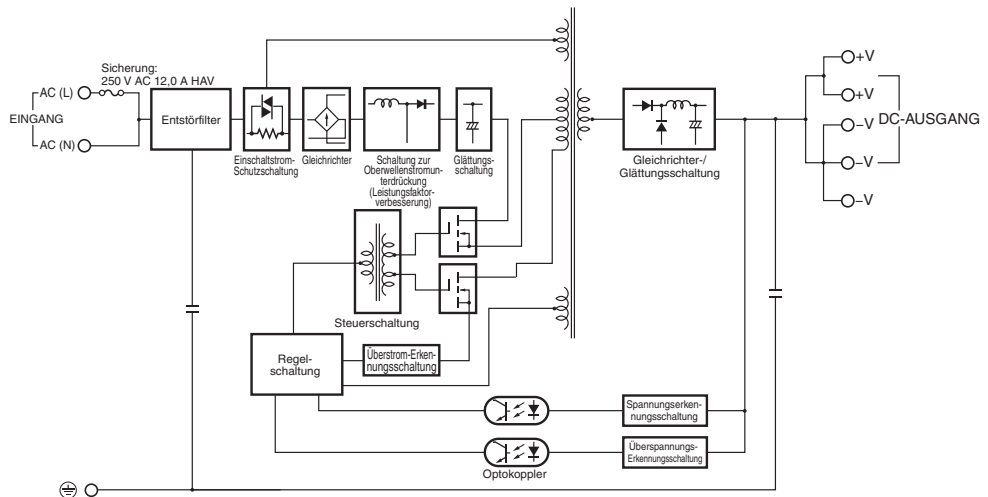 Sicherung:
250 V AC 12,0 A HAV
AC (L)
EINGANG
AC (N)
Entstörfilter
Einschaltstrom-
Schutzschaltung
Gleichrichter
Schaltung zur
Oberwellenstromun-
terdrückung
(Leistungsfaktor-
verbesserung)
Glättungs-
schaltung
Gleichrichter-/
Glättungsschaltung
+V
+V
–V
DC-AUSGANG
–V
–V
Steuerschaltung
Regel-
schaltung
Überstrom-Erken-
nungsschaltung
Spannungserken-
nungsschaltung
Überspannungs-
Erkennungsschaltung
Optokoppler